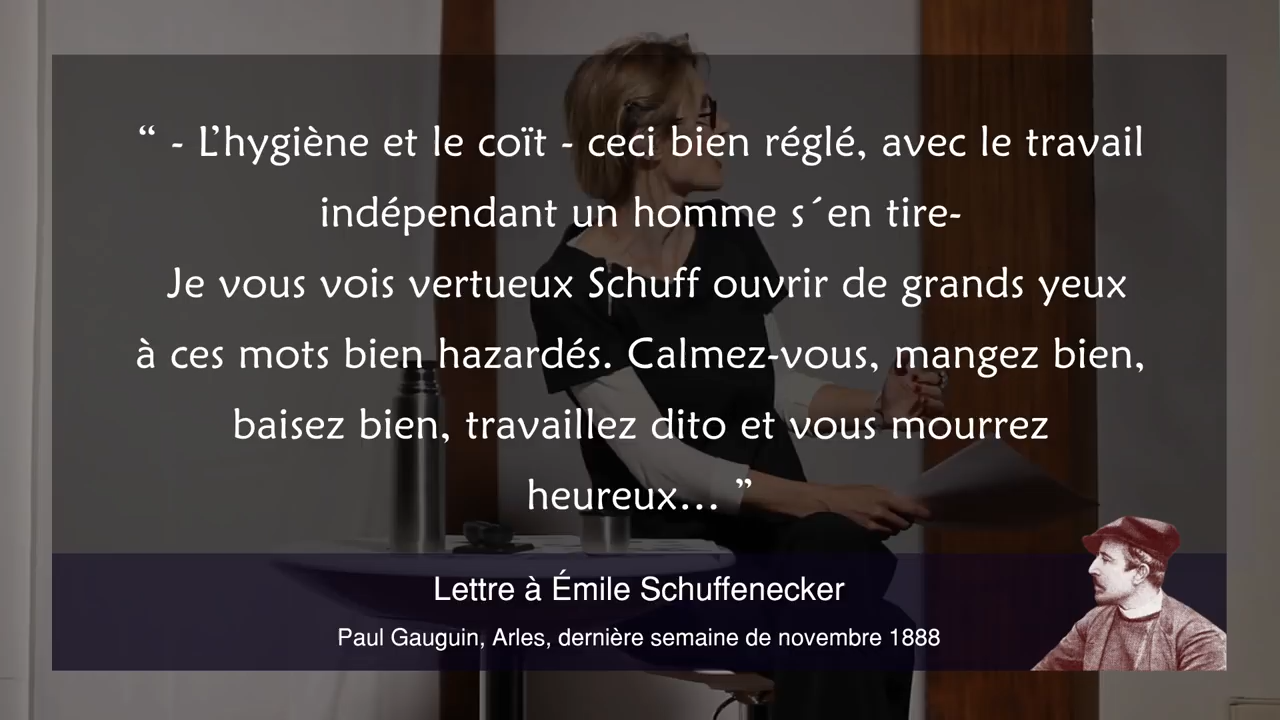 “ - L’hygiène et le coït - ceci bien réglé, avec le travail
indépendant un homme s´en tire-
Je vous vois vertueux Schuff ouvrir de grands yeux
à ces mots bien hazardés. Calmez-vous, mangez bien,
baisez bien, travaillez dito et vous mourrez
heureux… ”
Lettre à Émile Schuffenecker
Paul Gauguin, Arles, dernière semaine de novembre 1888